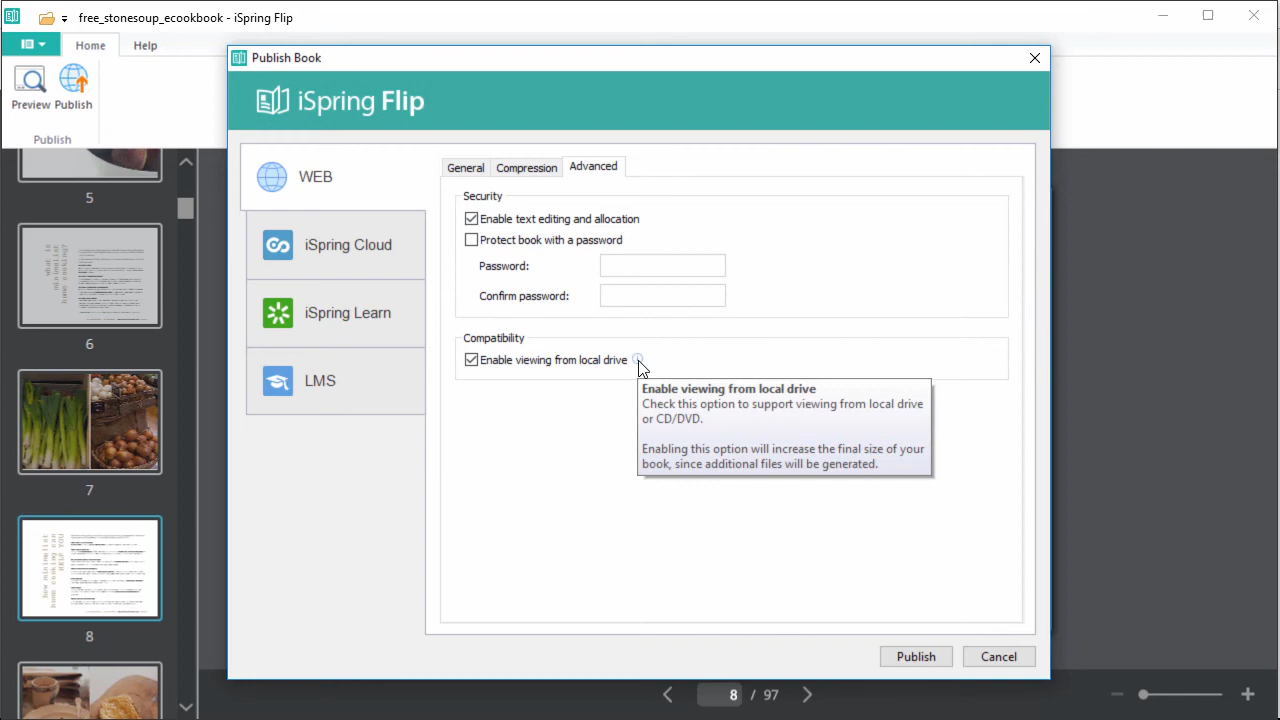 free_stonesoup_ecookbook - iSpring Flip
Home
Help
Preview
Publish
Publish
5
6
7
8
Publish Book
iSpring Flip
WEB
iSpring Cloud
iSpring Learn
LMS
General
Compression
Advanced
Security
Enable text editing and allocation
Protect book with a password
Password:
Confirm password:
Compatibility
Enable viewing from local drive
Enable viewing from local drive
Check this option to support viewing from local drive
or CD/DVD.
Enabling this option will increase the final size of your
book, since additional files will be generated.
Publish
Cancel
8 / 97